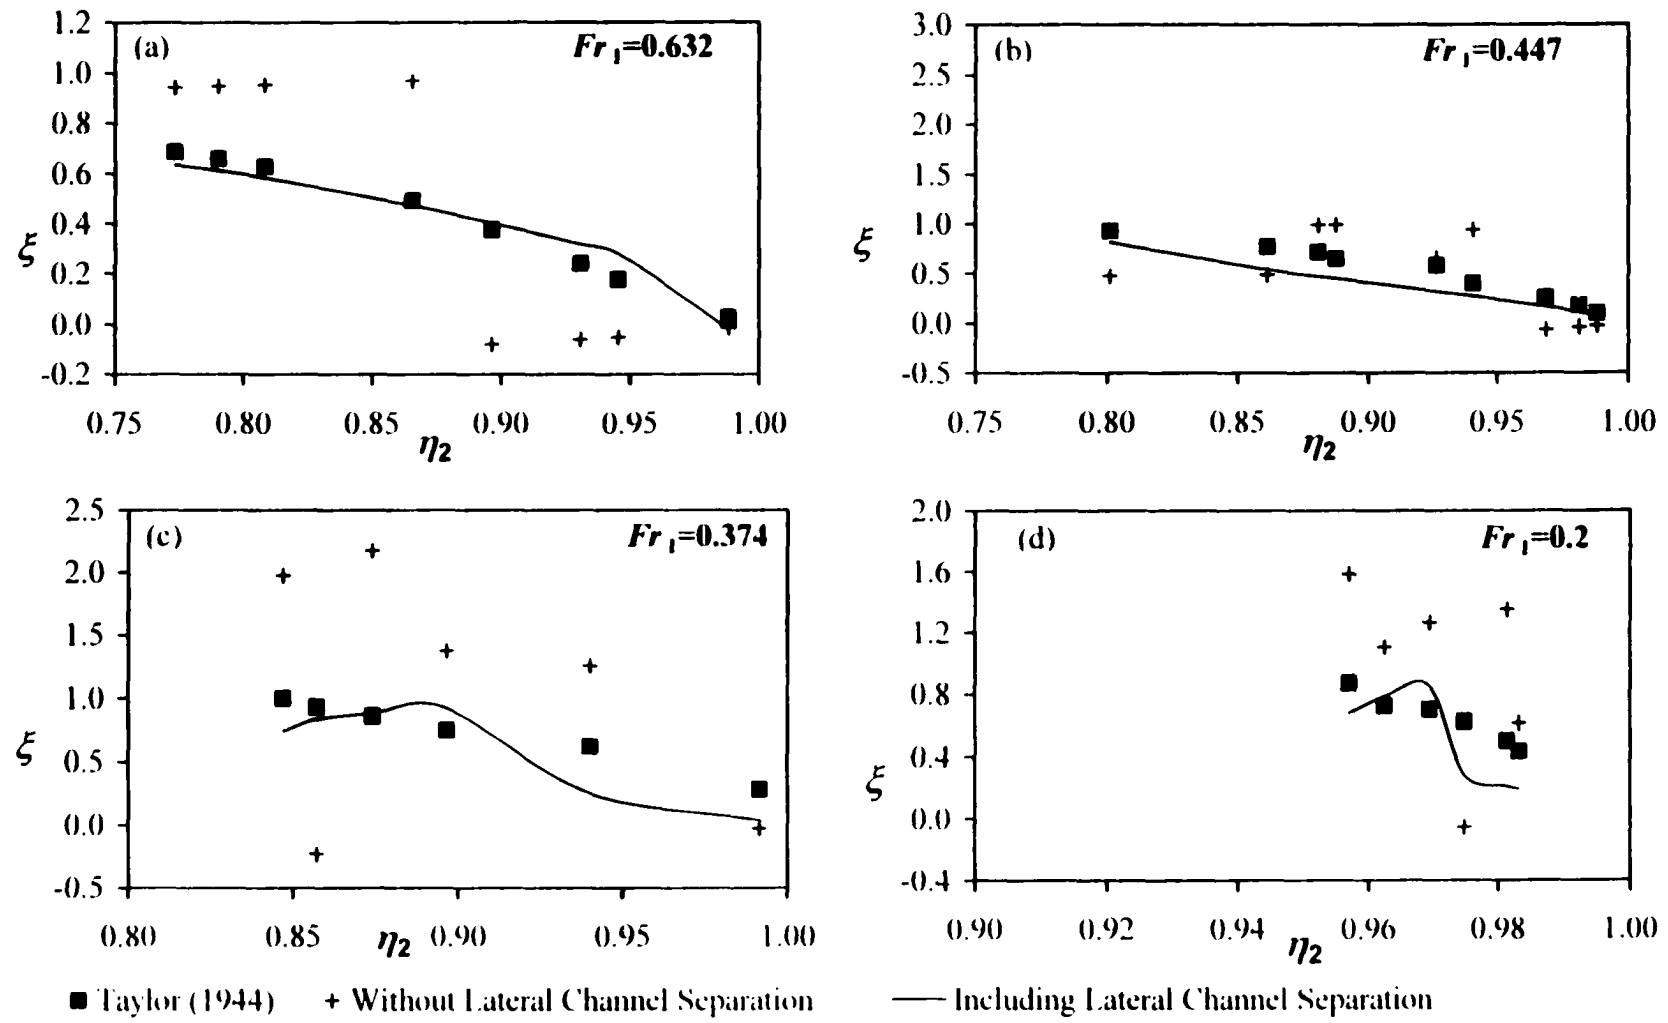 (a) Fr₁=0.632
1.2
1.0
0.8
0.6
0.4
0.2
0.0
-0.2
ξ
0.75 0.80 0.85 0.90 0.95 1.00
η₂
(b) Fr₁=0.447
3.0
2.5
2.0
1.5
1.0
0.5
0.0
-0.5
ξ
0.75 0.80 0.85 0.90 0.95 1.00
η₂
(c) Fr₁=0.374
2.5
2.0
1.5
1.0
0.5
0.0
-0.5
ξ
0.80 0.85 0.90 0.95 1.00
η₂
(d) Fr₁=0.2
2.0
1.6
1.2
0.8
0.4
0.0
-0.4
ξ
0.90 0.92 0.94 0.96 0.98 1.00
η₂
Taylor (1944) Without Lateral Channel Separation Including Lateral Channel Separation